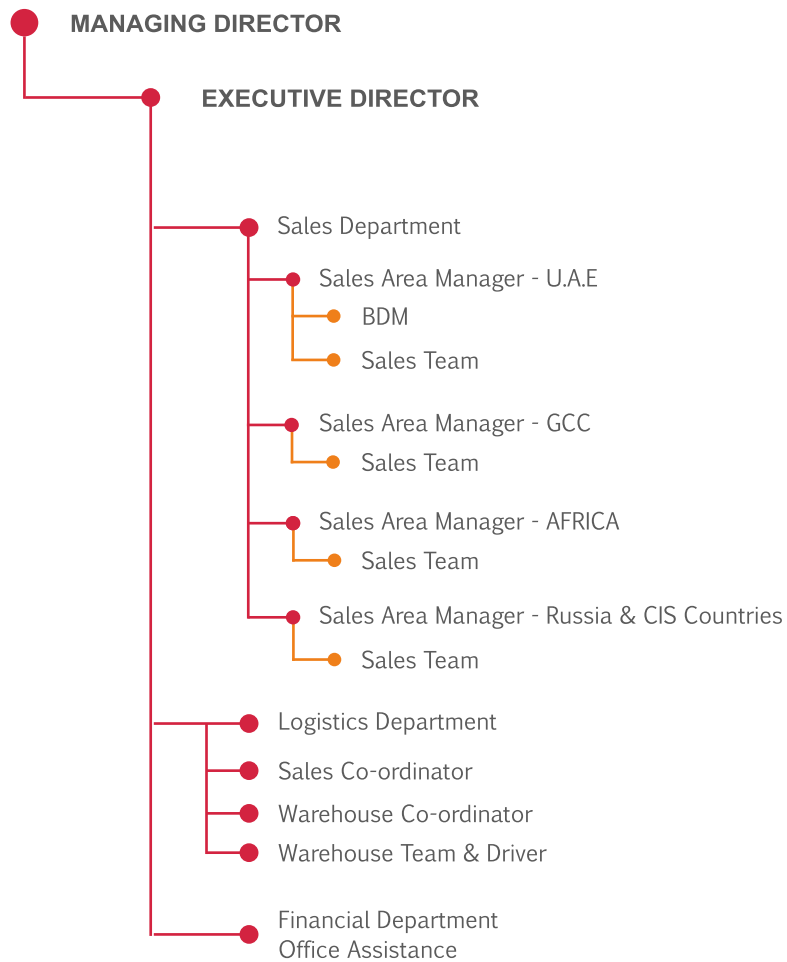 MANAGING DIRECTOR
EXECUTIVE DIRECTOR
Sales Department
Sales Area Manager - U.A.E
BDM
Sales Team
Sales Area Manager - GCC
Sales Team
Sales Area Manager - AFRICA
Sales Team
Sales Area Manager - Russia & CIS Countries
Sales Team
Logistics Department
Sales Co-ordinator
Warehouse Co-ordinator
Warehouse Team & Driver
Financial Department
Office Assistance